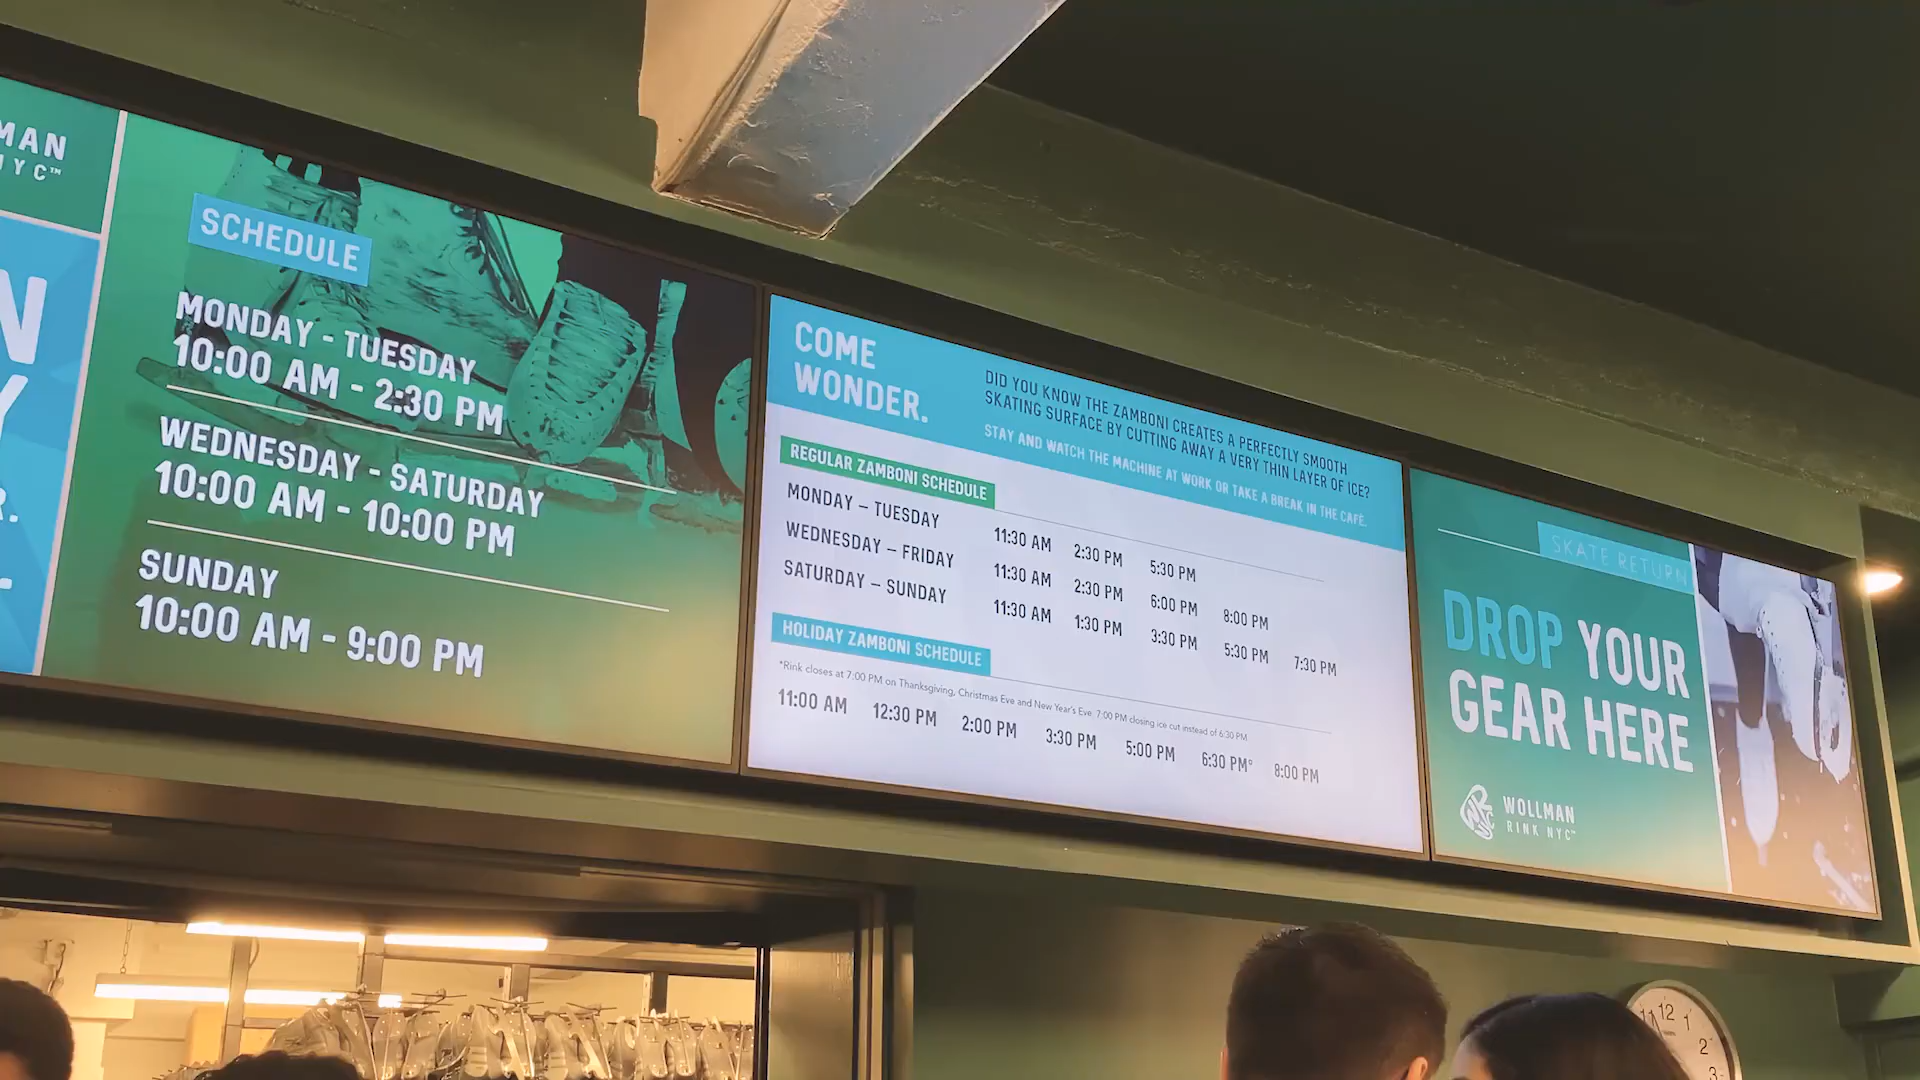 MAN
NYC™
N
Y
R.
SCHEDULE
MONDAY - TUESDAY
10:00 AM - 2:30 PM
WEDNESDAY - SATURDAY
10:00 AM - 10:00 PM
SUNDAY
10:00 AM - 9:00 PM
COME
WONDER.
DID YOU KNOW THE ZAMBONI CREATES A PERFECTLY SMOOTH
SKATING SURFACE BY CUTTING AWAY A VERY THIN LAYER OF ICE?
STAY AND WATCH THE MACHINE AT WORK OR TAKE A BREAK IN THE CAFÉ.
REGULAR ZAMBONI SCHEDULE
MONDAY – TUESDAY 11:30 AM 2:30 PM 5:30 PM
WEDNESDAY – FRIDAY 11:30 AM 2:30 PM 6:00 PM 8:00 PM
SATURDAY – SUNDAY 11:30 AM 1:30 PM 3:30 PM 5:30 PM 7:30 PM
HOLIDAY ZAMBONI SCHEDULE
*Rink closes at 7:00 PM on Thanksgiving, Christmas Eve and New Year's Eve. 7:00 PM closing ice cut instead of 6:30 PM
11:00 AM 12:30 PM 2:00 PM 3:30 PM 5:00 PM 6:30 PM* 8:00 PM
SKATE RETURN
DROP YOUR
GEAR HERE
WOLLMAN
RINK NYC™
11 12 1
2
3